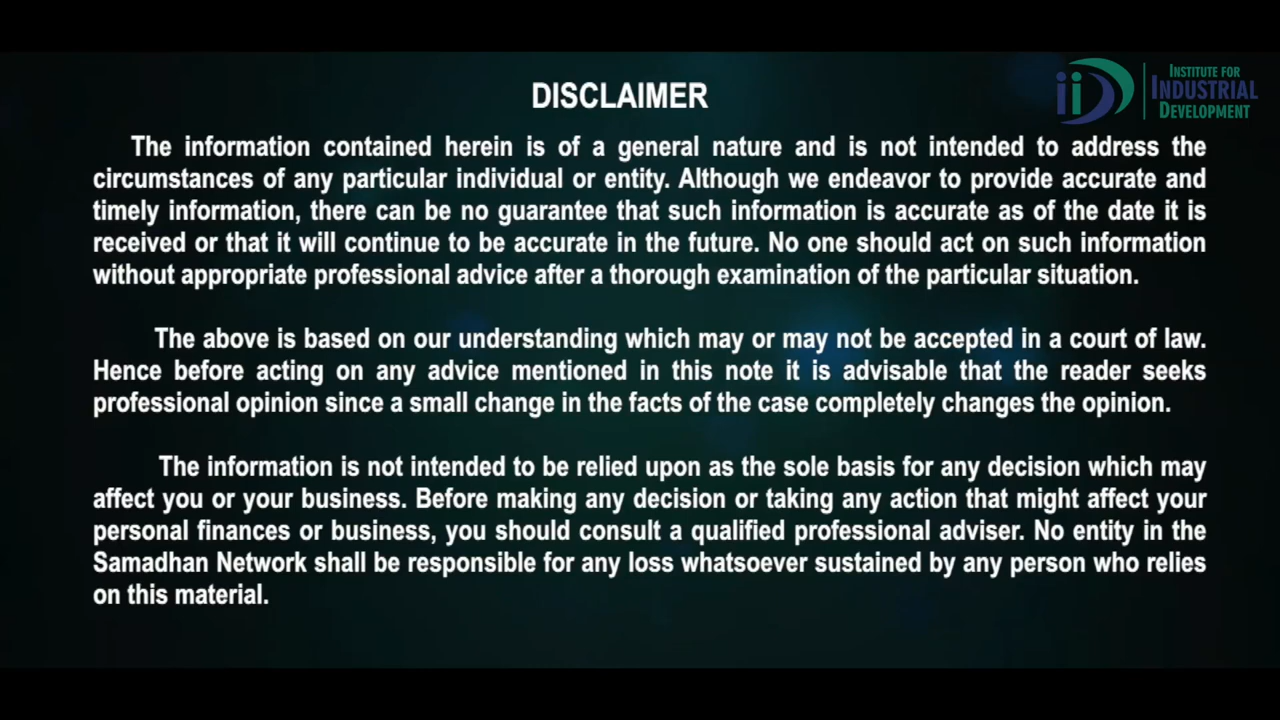 DISCLAIMER
iiD
INSTITUTE FOR
INDUSTRIAL
DEVELOPMENT
The information contained herein is of a general nature and is not intended to address the
circumstances of any particular individual or entity. Although we endeavor to provide accurate and
timely information, there can be no guarantee that such information is accurate as of the date it is
received or that it will continue to be accurate in the future. No one should act on such information
without appropriate professional advice after a thorough examination of the particular situation.
The above is based on our understanding which may or may not be accepted in a court of law.
Hence before acting on any advice mentioned in this note it is advisable that the reader seeks
professional opinion since a small change in the facts of the case completely changes the opinion.
The information is not intended to be relied upon as the sole basis for any decision which may
affect you or your business. Before making any decision or taking any action that might affect your
personal finances or business, you should consult a qualified professional adviser. No entity in the
Samadhan Network shall be responsible for any loss whatsoever sustained by any person who relies
on this material.